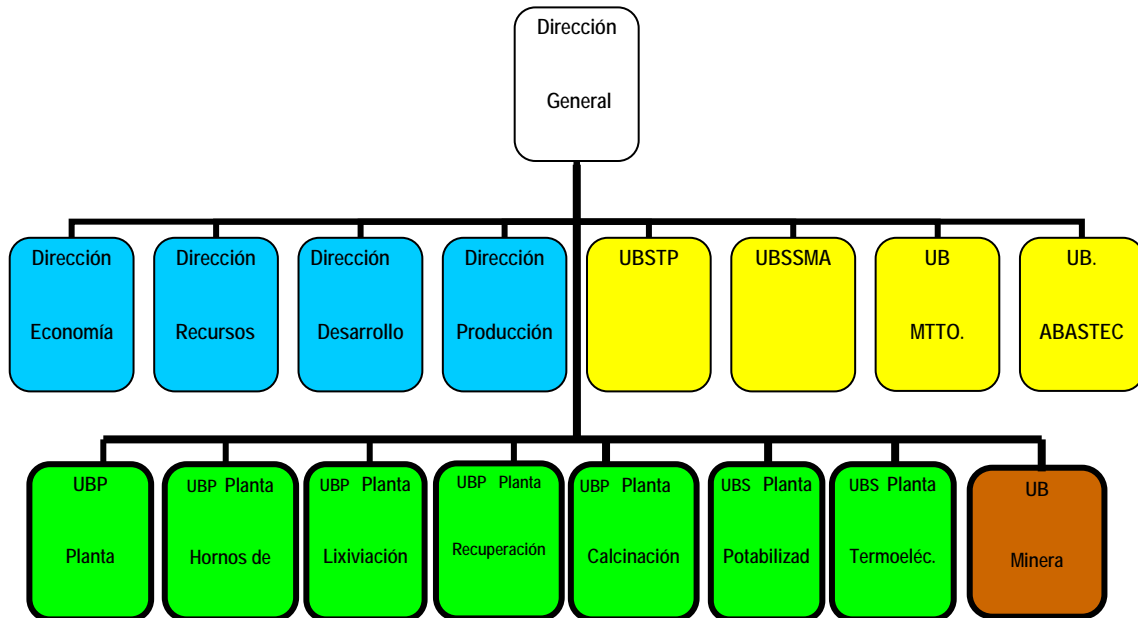 Dirección
General
Dirección
Economía
Dirección
Recursos
Dirección
Desarrollo
Dirección
Producción
UBSTP
UBSSMA
UB
MTTO.
UB.
ABASTEC
UBP
Planta
UBP Planta
Hornos de
UBP Planta
Lixiviación
UBP Planta
Recuperación
UBP Planta
Calcinación
UBS Planta
Potabilizad
UBS Planta
Termoeléc.
UB
Minera